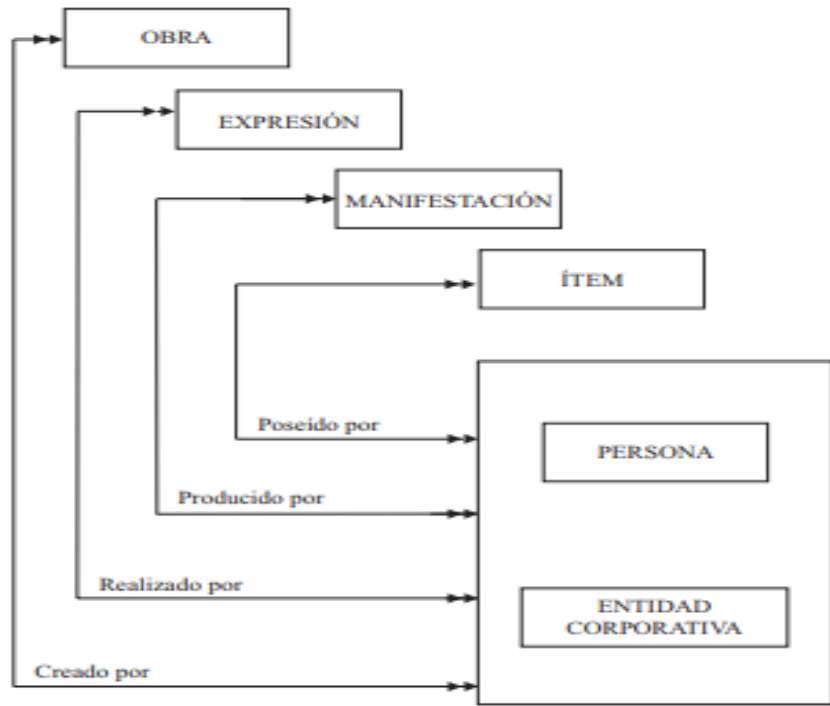 OBRA
EXPRESIÓN
MANIFESTACIÓN
ÍTEM
Poseído por
PERSONA
Producido por
Realizado por
ENTIDAD
CORPORATIVA
Creado por